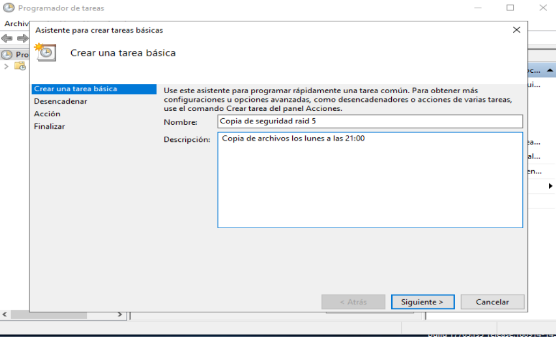 Programador de tareas
Archiv
Asistente para crear tareas básicas
Crear una tarea básica
Pro
Crear una tarea básica
Desencadenar
Acción
Finalizar
Use este asistente para programar rápidamente una tarea común. Para obtener más
configuraciones u opciones avanzadas, como desencadenadores o acciones de varias tareas,
use el comando Crear tarea del panel Acciones.
Nombre:
Copia de seguridad raid 5
Descripción:
Copia de archivos los lunes a las 21:00
< Atrás
Siguiente >
Cancelar